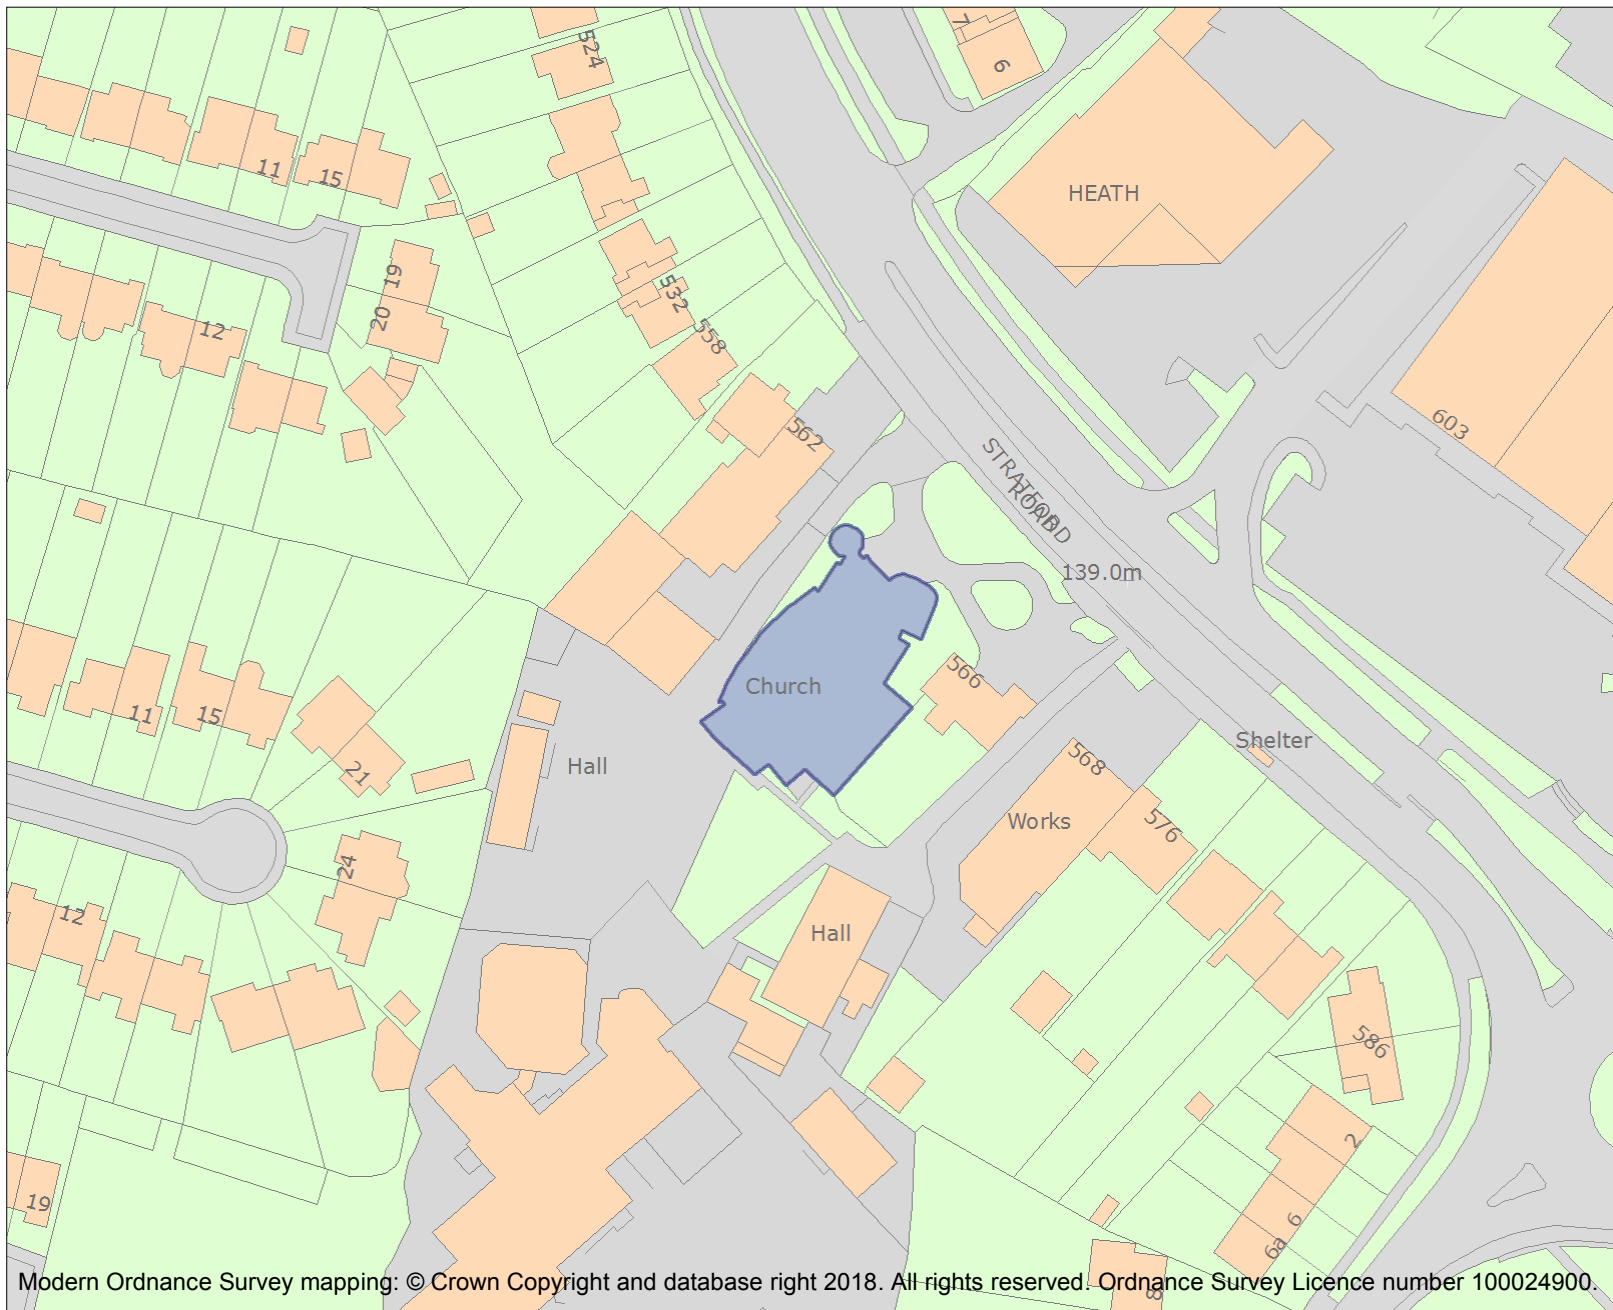 7
6
524
HEATH
11
15
19
20
12
532
558
562
603
STRATFORD
ROAD
139.0m
566
Church
Shelter
11
15
21
Hall
568
Works
576
24
12
Hall
586
2
19
6
6a
8
Modern Ordnance Survey mapping: © Crown Copyright and database right 2018. All rights reserved. Ordnance Survey Licence number 100024900.